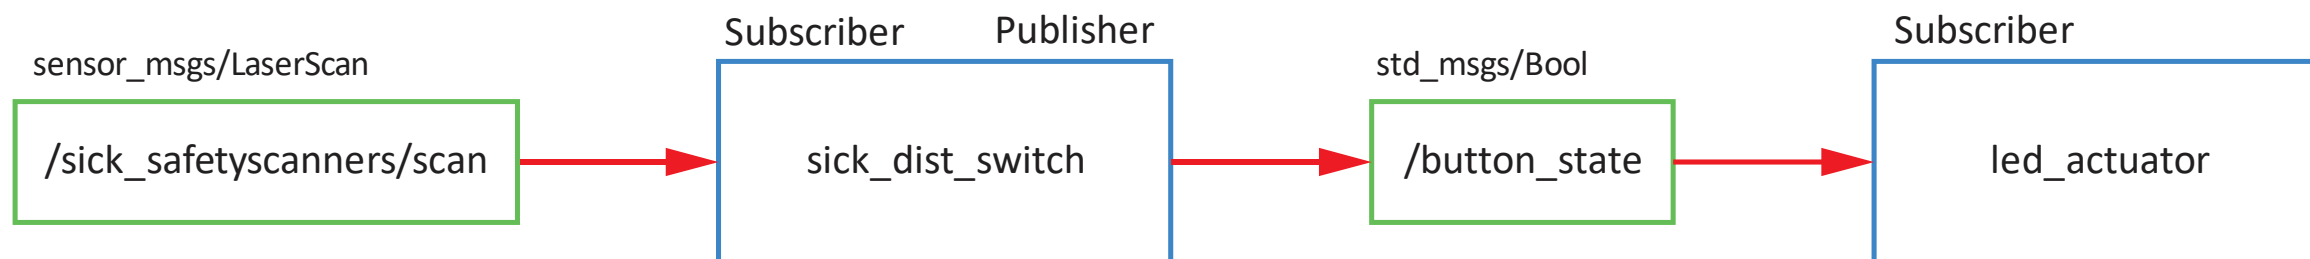 sensor_msgs/LaserScan
/sick_safetyscanners/scan
Subscriber
Publisher
sick_dist_switch
std_msgs/Bool
/button_state
Subscriber
led_actuator